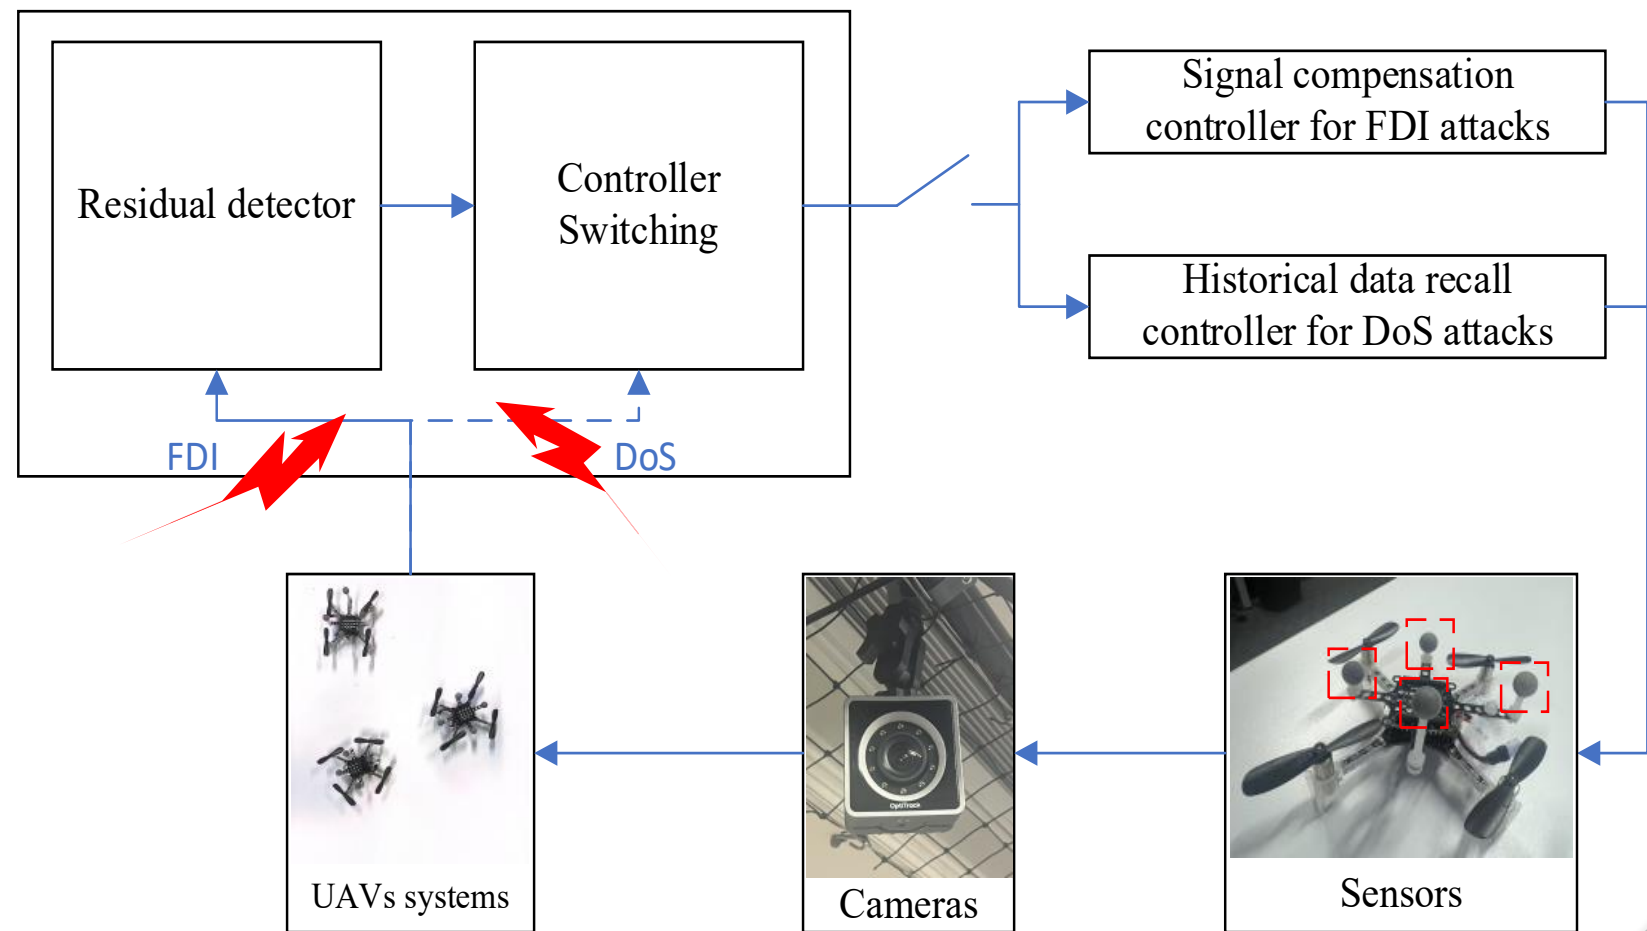 Residual detector
Controller
Switching
Signal compensation
controller for FDI attacks
Historical data recall
controller for DoS attacks
FDI
DoS
OptiTrack
UAVs systems
Cameras
Sensors